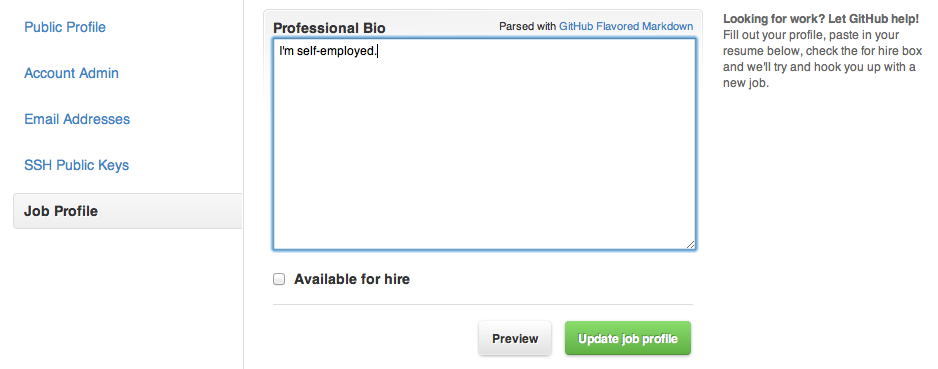 Public Profile
Account Admin
Email Addresses
SSH Public Keys
Job Profile
Professional Bio
Parsed with GitHub Flavored Markdown
I'm self-employed.
Available for hire
Preview
Update job profile
Looking for work? Let GitHub help!
Fill out your profile, paste in your
resume below, check the for hire box
and we'll try and hook you up with a
new job.